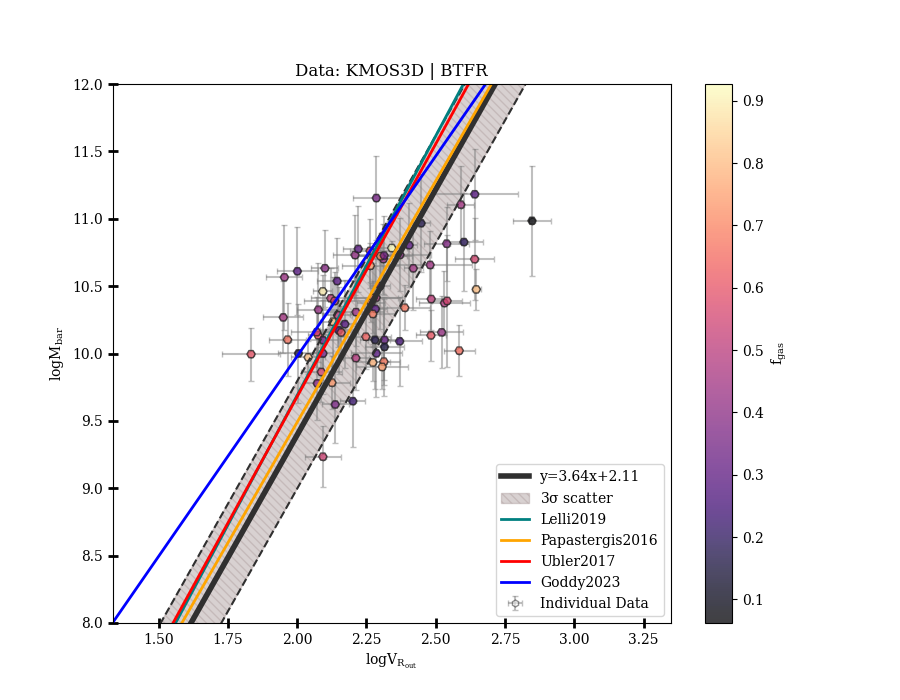 Data: KMOS3D | BTFR
12.0
11.5
11.0
10.5
10.0
9.5
9.0
8.5
8.0
logM_bar
1.50
1.75
2.00
2.25
2.50
2.75
3.00
3.25
logV_R_out
y=3.64x+2.11
3σ scatter
Lelli2019
Papastergis2016
Ubler2017
Goddy2023
Individual Data
0.9
0.8
0.7
0.6
0.5
0.4
0.3
0.2
0.1
f_gas